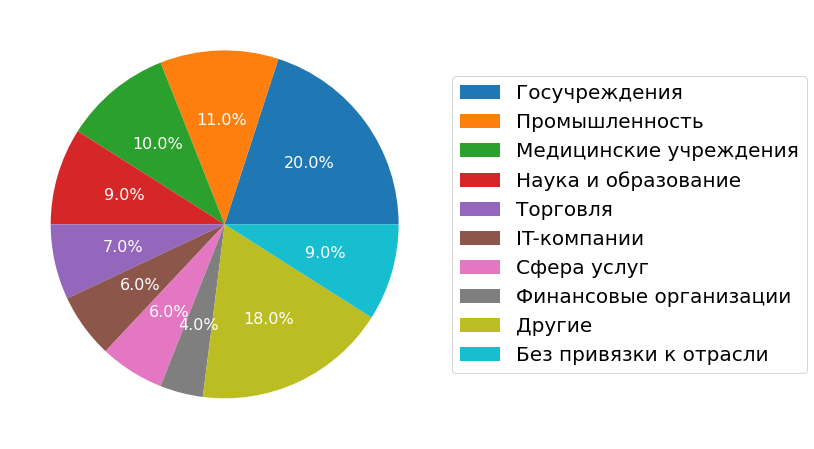 20.0%
11.0%
10.0%
9.0%
7.0%
6.0%
6.0%
4.0%
18.0%
9.0%
Госучреждения
Промышленность
Медицинские учреждения
Наука и образование
Торговля
IT-компании
Сфера услуг
Финансовые организации
Другие
Без привязки к отрасли